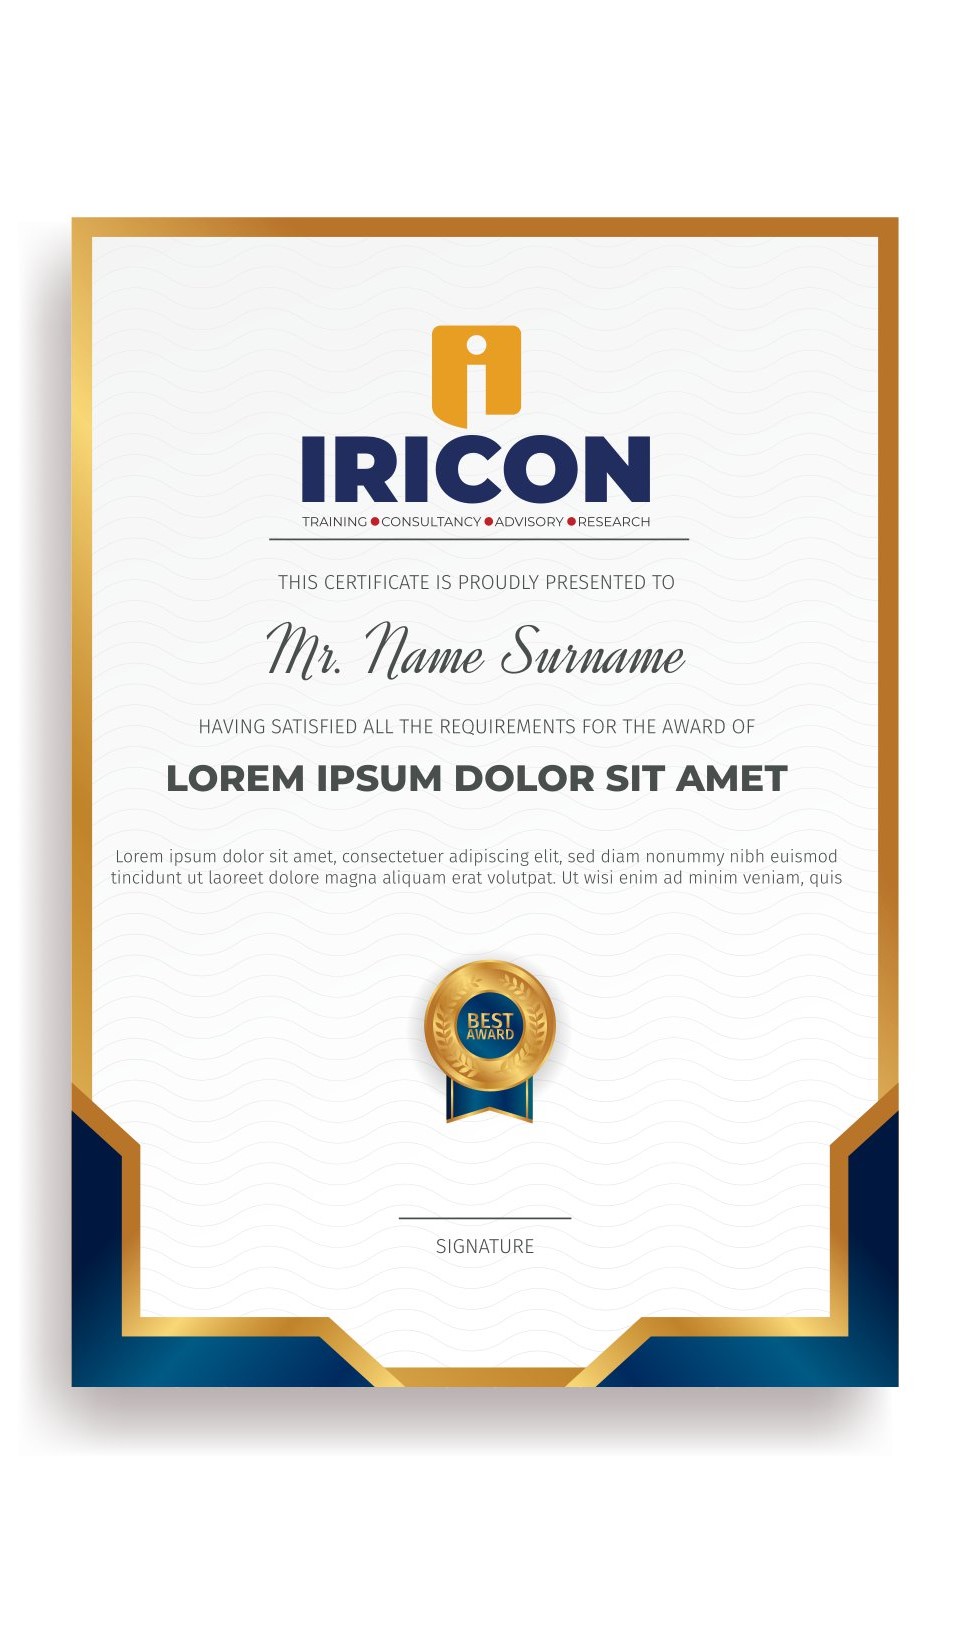 i
IRICON
TRAINING ● CONSULTANCY ● ADVISORY ● RESEARCH
THIS CERTIFICATE IS PROUDLY PRESENTED TO
Mr. Name Surname
HAVING SATISFIED ALL THE REQUIREMENTS FOR THE AWARD OF
LOREM IPSUM DOLOR SIT AMET
Lorem ipsum dolor sit amet, consectetuer adipiscing elit, sed diam nonummy nibh euismod
tincidunt ut laoreet dolore magna aliquam erat volutpat. Ut wisi enim ad minim veniam, quis
BEST
AWARD
SIGNATURE